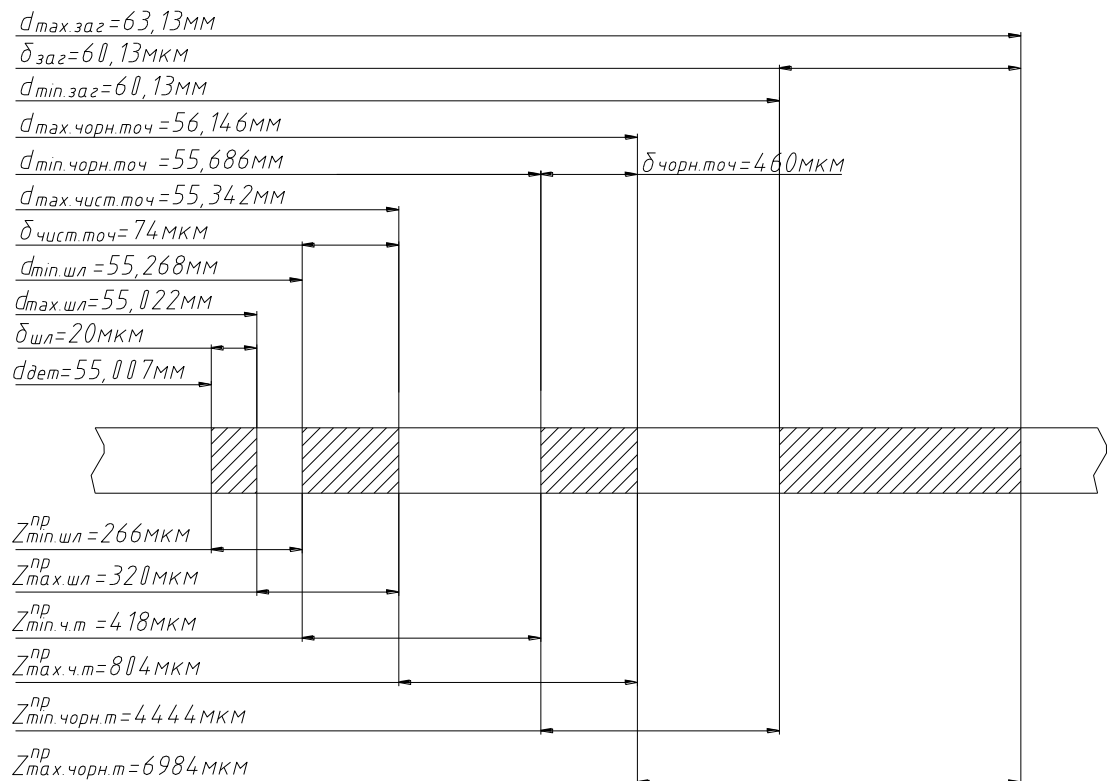 dmax.заг=63,13мм
δзаг=60,13мкм
dmin.заг=60,13мм
dmax.чорн.точ=56,146мм
dmin.чорн.точ =55,686мм
δчорн.точ=460мкм
dmax.чист.точ=55,342мм
δчист.точ=74мкм
dmin.шл =55,268мм
dmax.шл=55,022мм
δшл=20мкм
dдет=55,007мм
Zпрmin.шл =266мкм
Zпрmax.шл =320мкм
Zпрmin.ч.т =418мкм
Zпрmax.ч.т=804мкм
Zпрmin.чорн.т=4444мкм
Zпрmax.чорн.т=6984мкм